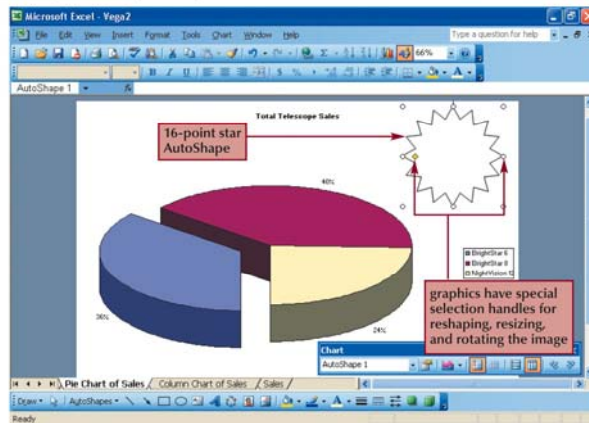 Microsoft Excel - Vega2
File Edit View Insert Format Tools Chart Window Help
Type a question for help
66%
B I U
AutoShape 1
fx
Total Telescope Sales
16-point star
AutoShape
40%
36%
24%
BrightStar 6
BrightStar 8
NightVision
graphics have special
selection handles for
reshaping, resizing,
and rotating the image
Chart
AutoShape 1
Pie Chart of Sales / Column Chart of Sales / Sales /
Draw AutoShapes
Ready